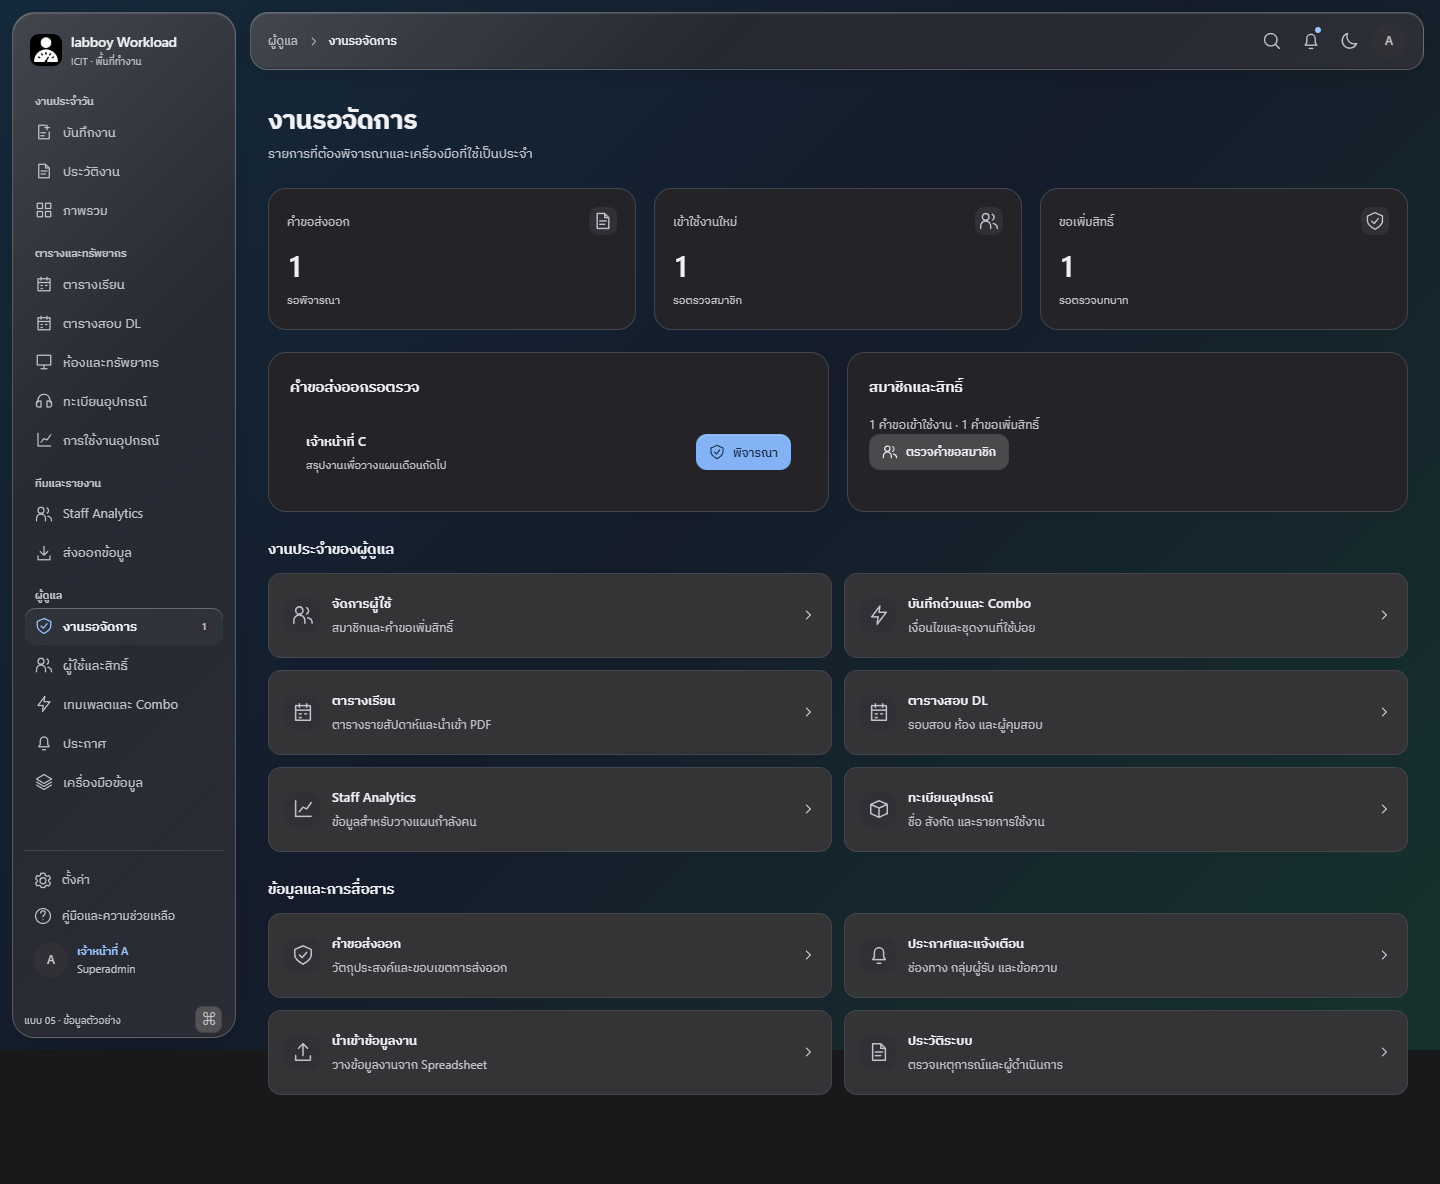 labboy Workload
ICIT · พื้นที่ทำงาน
งานประจำวัน
บันทึกงาน
ประวัติงาน
ภาพรวม
ตารางและทรัพยากร
ตารางเรียน
ตารางสอบ DL
ห้องและทรัพยากร
ทะเบียนอุปกรณ์
การใช้งานอุปกรณ์
ทีมและรายงาน
Staff Analytics
ส่งออกข้อมูล
ผู้ดูแล
งานรอจัดการ 1
ผู้ใช้และสิทธิ์
เทมเพลตและ Combo
ประกาศ
เครื่องมือข้อมูล
ตั้งค่า
คู่มือและความช่วยเหลือ
A
เจ้าหน้าที่ A
Superadmin
แบบ 05 · ข้อมูลตัวอย่าง
ผู้ดูแล > งานรอจัดการ
A
งานรอจัดการ
รายการที่ต้องพิจารณาและเครื่องมือที่ใช้เป็นประจำ
คำขอส่งออก
1
รอพิจารณา
เข้าใช้งานใหม่
1
รอตรวจสมาชิก
ขอเพิ่มสิทธิ์
1
รอตรวจบทบาท
คำขอส่งออกรอตรวจ
เจ้าหน้าที่ C
สรุปงานเพื่อวางแผนเดือนถัดไป
พิจารณา
สมาชิกและสิทธิ์
1 คำขอเข้าใช้งาน · 1 คำขอเพิ่มสิทธิ์
ตรวจคำขอสมาชิก
งานประจำของผู้ดูแล
จัดการผู้ใช้
สมาชิกและคำขอเพิ่มสิทธิ์
บันทึกด่วนและ Combo
เงื่อนไขและชุดงานที่ใช้บ่อย
ตารางเรียน
ตารางรายสัปดาห์และนำเข้า PDF
ตารางสอบ DL
รอบสอบ ห้อง และผู้คุมสอบ
Staff Analytics
ข้อมูลสำหรับวางแผนกำลังคน
ทะเบียนอุปกรณ์
ชื่อ สังกัด และรายการใช้งาน
ข้อมูลและการสื่อสาร
คำขอส่งออก
วัตถุประสงค์และขอบเขตการส่งออก
ประกาศและแจ้งเตือน
ช่องทาง กลุ่มผู้รับ และข้อความ
นำเข้าข้อมูลงาน
วางข้อมูลงานจาก Spreadsheet
ประวัติระบบ
ตรวจเหตุการณ์และผู้ดำเนินการ